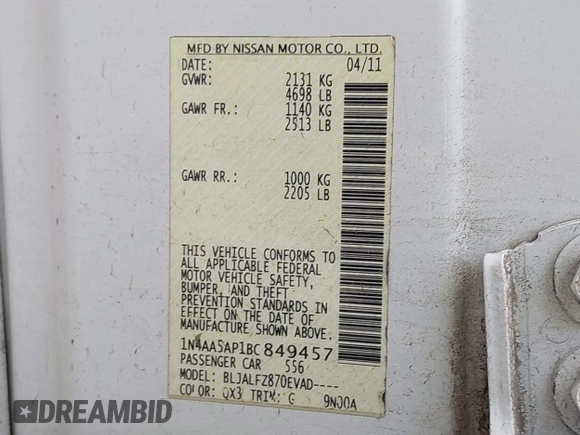 MFD BY NISSAN MOTOR CO., LTD.
DATE: 04/11
GVWR: 2131 KG
4698 LB
GAWR FR.: 1140 KG
2513 LB
GAWR RR.: 1000 KG
2205 LB
THIS VEHICLE CONFORMS TO
ALL APPLICABLE FEDERAL
MOTOR VEHICLE SAFETY,
BUMPER, AND THEFT
PREVENTION STANDARDS IN
EFFECT ON THE DATE OF
MANUFACTURE SHOWN ABOVE.
1N4AA5AP1BC849457
PASSENGER CAR 556
MODEL: BLJALFZ870EVAD----
COLOR: QX3 TRIM: G 9N00A
DREAMBID